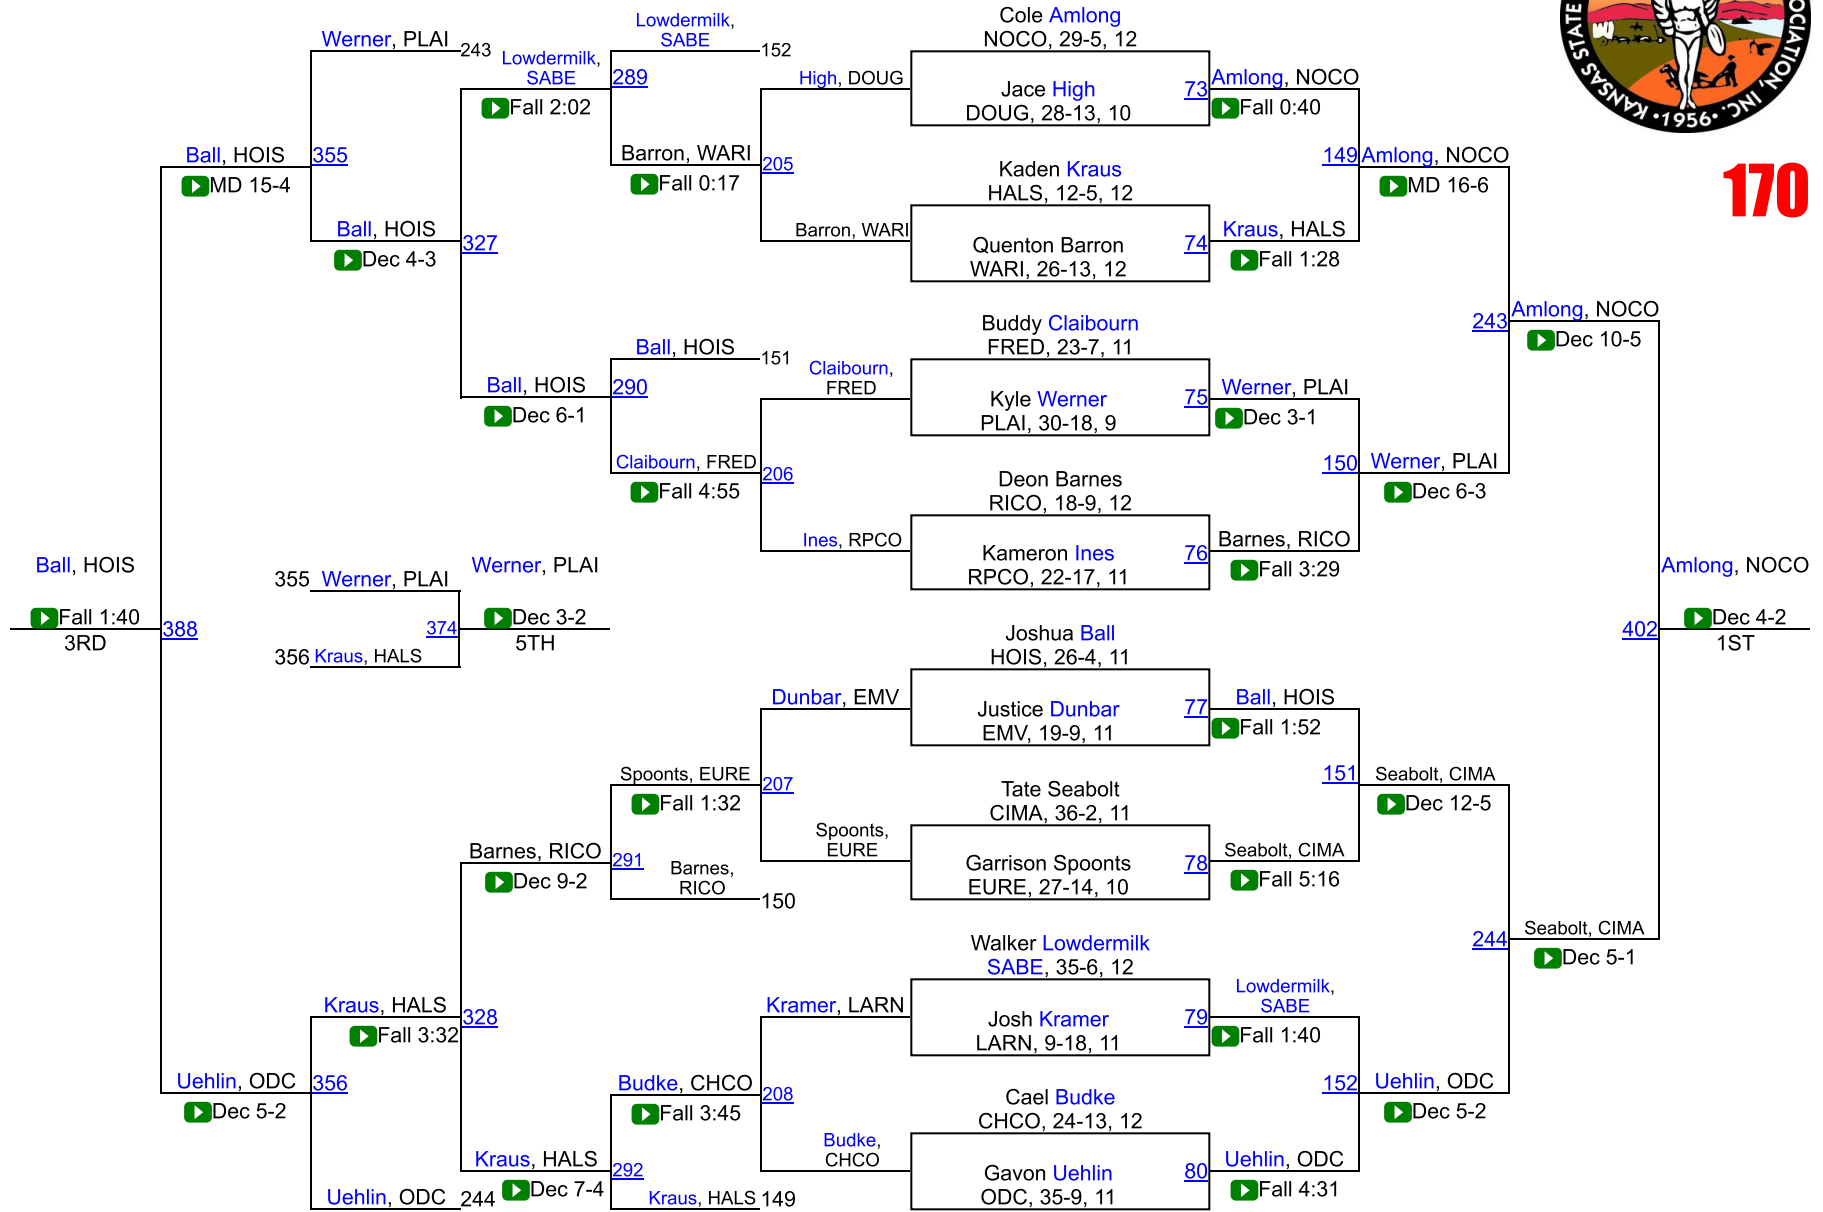 Cole Amlong
NOCO, 29-5, 12
Jace High
DOUG, 28-13, 10
73
Kaden Kraus
HALS, 12-5, 12
Quenton Barron
WARI, 26-13, 12
74
Buddy Claibourn
FRED, 23-7, 11
Kyle Werner
PLAI, 30-18, 9
75
Deon Barnes
RICO, 18-9, 12
Kameron Ines
RPCO, 22-17, 11
76
Joshua Ball
HOIS, 26-4, 11
Justice Dunbar
EMV, 19-9, 11
77
Tate Seabolt
CIMA, 36-2, 11
Garrison Spoonts
EURE, 27-14, 10
78
Walker Lowdermilk
SABE, 35-6, 12
Josh Kramer
LARN, 9-18, 11
79
Cael Budke
CHCO, 24-13, 12
Gavon Uehlin
ODC, 35-9, 11
80
Amlong, NOCO
Fall 0:40
Kraus, HALS
Fall 1:28
Werner, PLAI
Dec 3-1
Barnes, RICO
Fall 3:29
Ball, HOIS
Fall 1:52
Seabolt, CIMA
Fall 5:16
Lowdermilk,
SABE
Fall 1:40
Uehlin, ODC
Fall 4:31
149
Amlong, NOCO
MD 16-6
150
Werner, PLAI
Dec 6-3
151
Seabolt, CIMA
Dec 12-5
152
Uehlin, ODC
Dec 5-2
243
Amlong, NOCO
Dec 10-5
244
Seabolt, CIMA
Dec 5-1
402
Amlong, NOCO
Dec 4-2
1ST
High, DOUG
Barron, WARI
205
Claibourn,
FRED
Ines, RPCO
206
Dunbar, EMV
Spoonts,
EURE
207
Kramer, LARN
Budke,
CHCO
208
Lowdermilk,
SABE
152
Barron, WARI
Fall 0:17
289
Ball, HOIS
151
Claibourn, FRED
Fall 4:55
290
Spoonts, EURE
Fall 1:32
Barnes,
RICO
150
291
Budke, CHCO
Fall 3:45
Kraus, HALS
149
292
Lowdermilk,
SABE
Fall 2:02
Ball, HOIS
Dec 6-1
327
Barnes, RICO
Dec 9-2
Kraus, HALS
Dec 7-4
328
Werner, PLAI
243
Ball, HOIS
Dec 4-3
355
Kraus, HALS
Fall 3:32
Uehlin, ODC
244
356
Ball, HOIS
MD 15-4
Uehlin, ODC
Dec 5-2
388
Ball, HOIS
Fall 1:40
3RD
355
Werner, PLAI
356
Kraus, HALS
374
Werner, PLAI
Dec 3-2
5TH
KANSAS STATE
OCIATION, INC.
•1956•
170